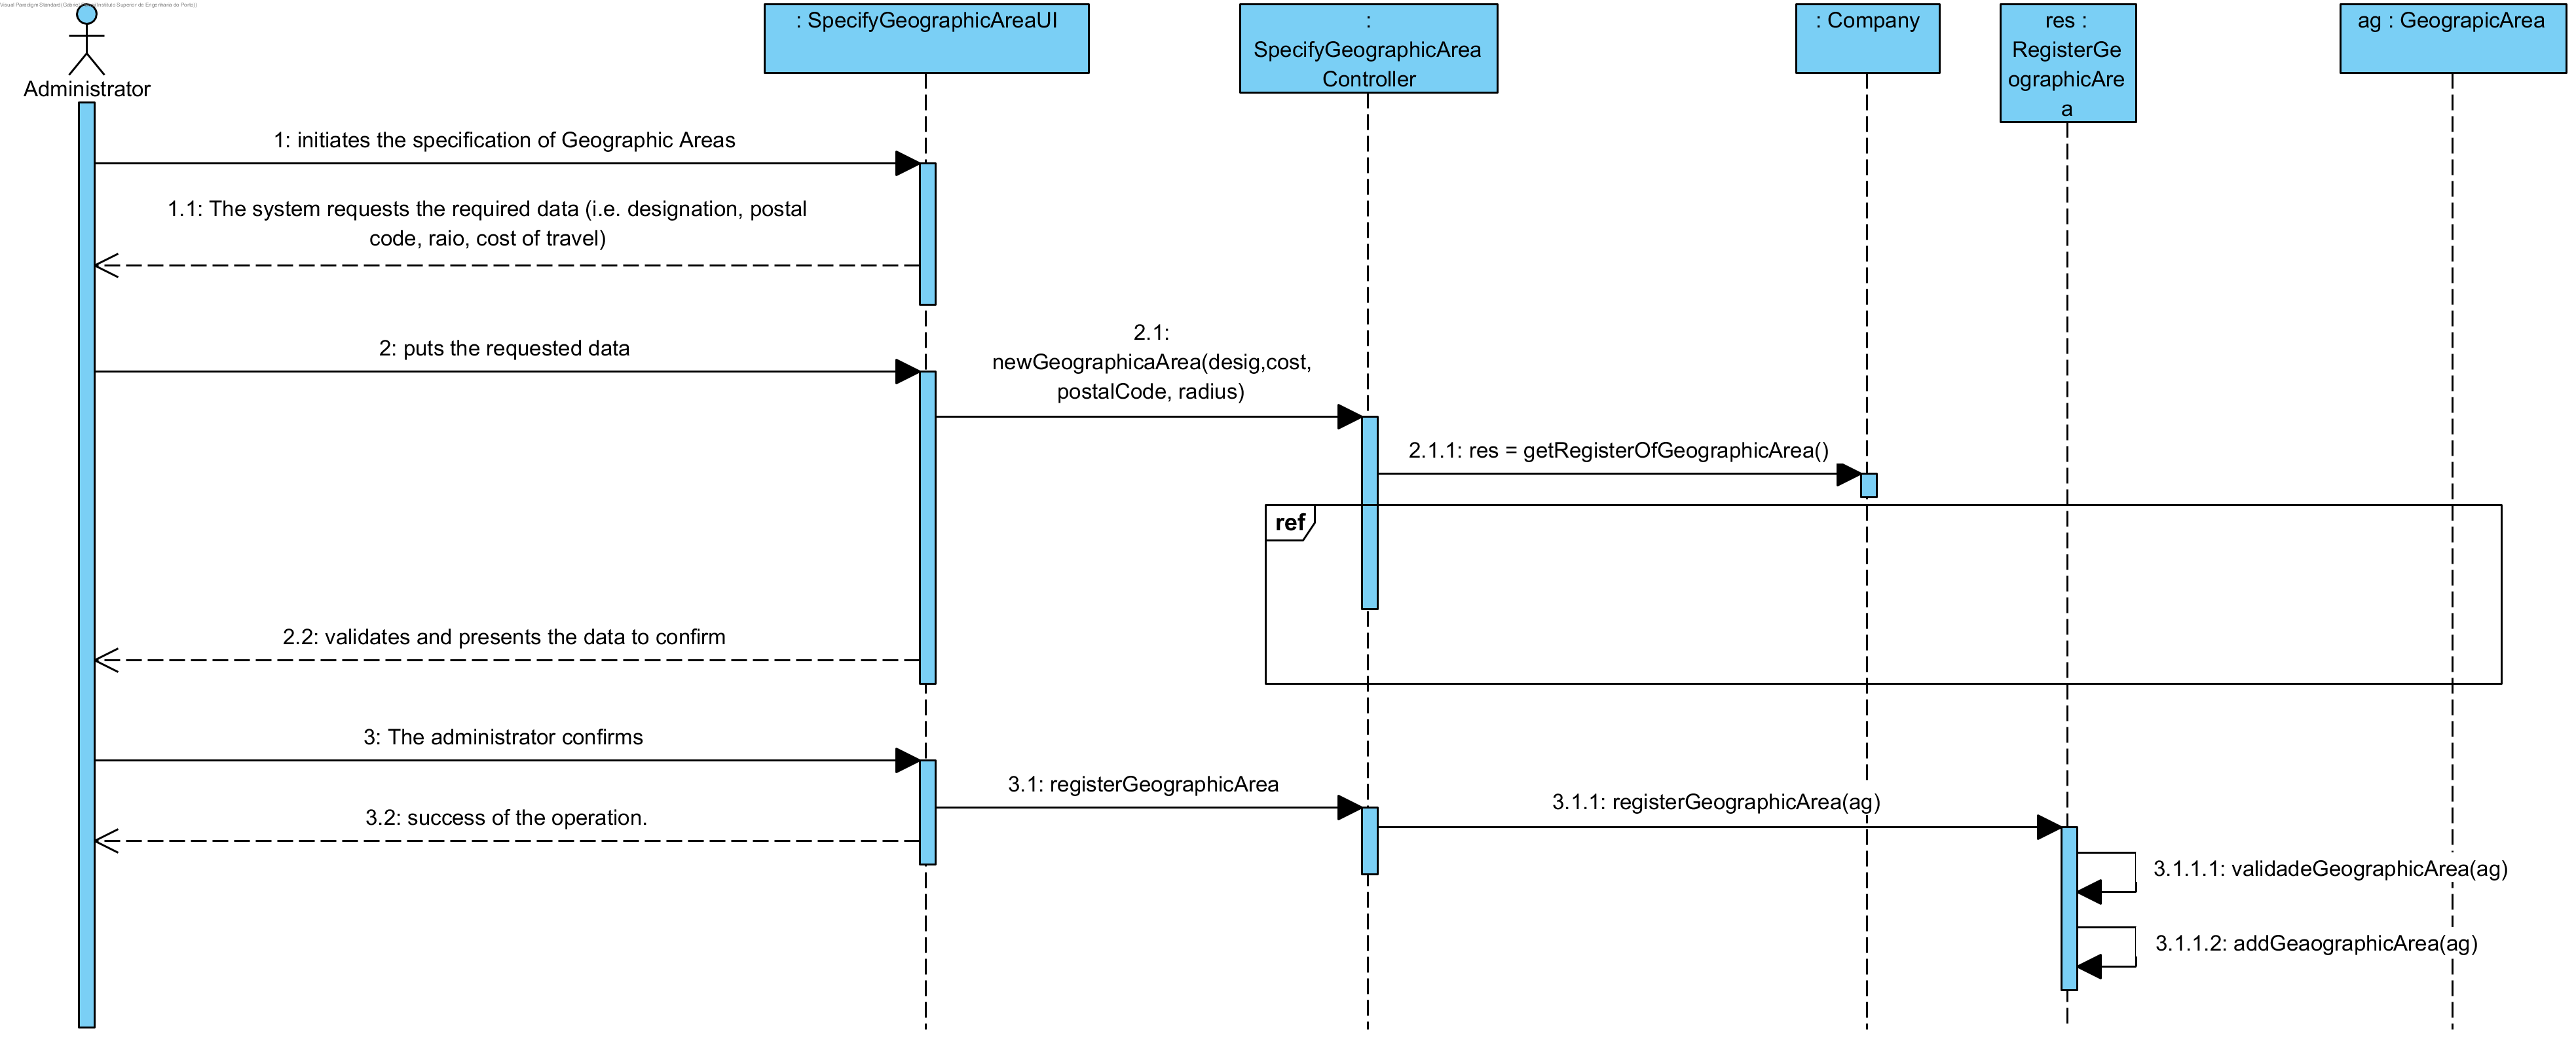 Visual Paradigm Standard(Gabriel
Instituto Superior de Engenharia do Porto)
Administrator
: SpecifyGeographicAreaUI
:
SpecifyGeographicArea
Controller
: Company
res :
RegisterGe
ographicAre
a
ag : GeograpicArea
1: initiates the specification of Geographic Areas
1.1: The system requests the required data (i.e. designation, postal
code, raio, cost of travel)
2: puts the requested data
2.1:
newGeographicaArea(desig,cost,
postalCode, radius)
2.1.1: res = getRegisterOfGeographicArea()
ref
2.2: validates and presents the data to confirm
3: The administrator confirms
3.1: registerGeographicArea
3.1.1: registerGeographicArea(ag)
3.2: success of the operation.
3.1.1.1: validadeGeographicArea(ag)
3.1.1.2: addGeaographicArea(ag)